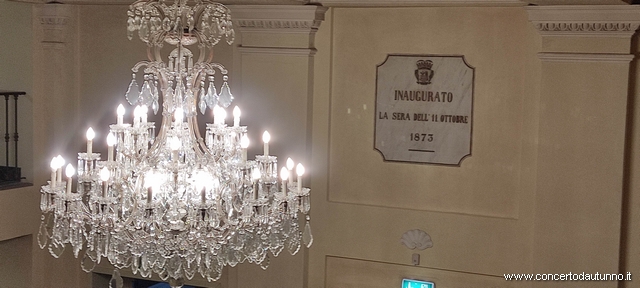 INAUGURATO
LA SERA DELL'11 OTTOBRE
1873
www.concertodautunno.it